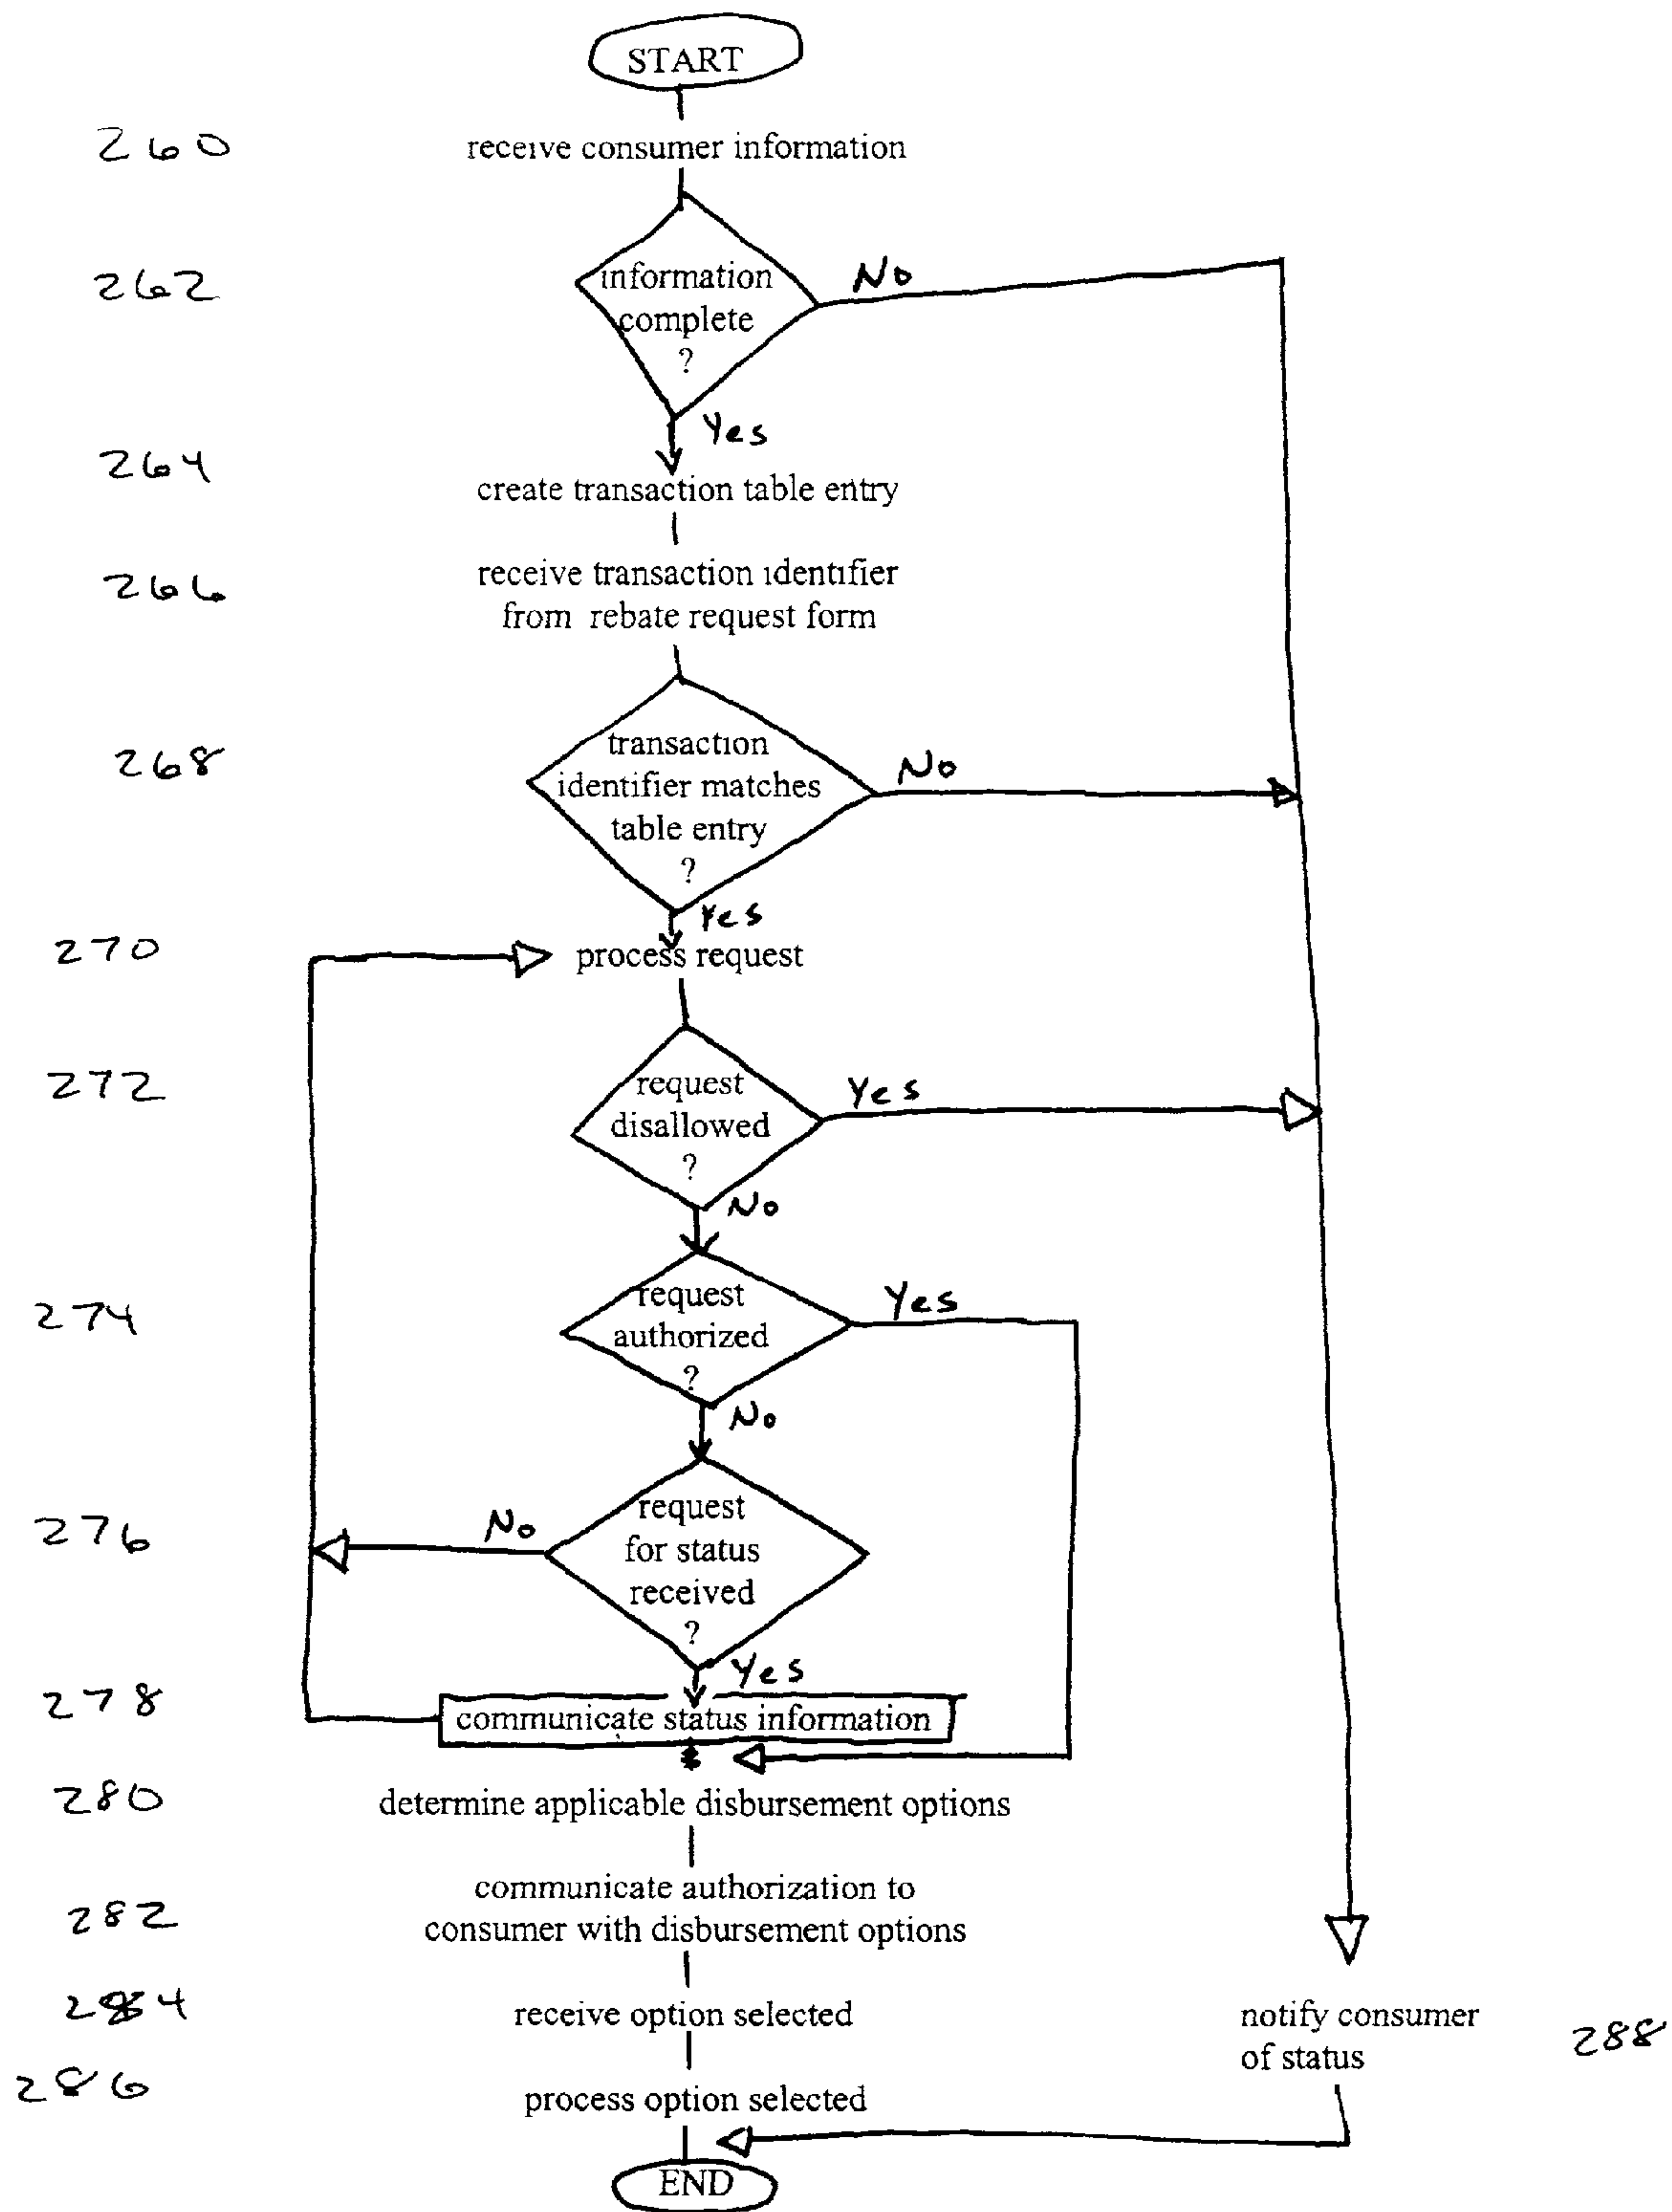 START
260
receive consumer information
262
information
complete
?
No
Yes
264
create transaction table entry
266
receive transaction identifier
from rebate request form
268
transaction
identifier matches
table entry
?
No
Yes
270
process request
272
request
disallowed
?
Yes
No
274
request
authorized
?
Yes
No
276
No
request
for status
received
?
Yes
278
communicate status information
280
determine applicable disbursement options
282
communicate authorization to
consumer with disbursement options
284
receive option selected
notify consumer
of status
288
286
process option selected
END